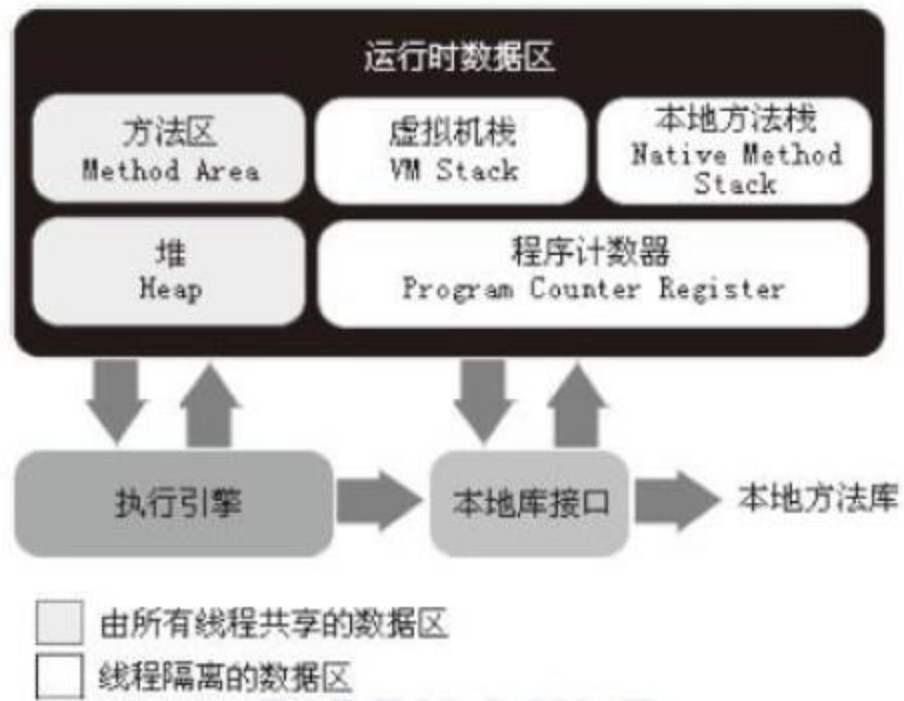 运行时数据区
方法区
Method Area
虚拟机栈
VM Stack
本地方法栈
Native Method
Stack
堆
Heap
程序计数器
Program Counter Register
执行引擎
本地库接口
本地方法库
由所有线程共享的数据区
线程隔离的数据区